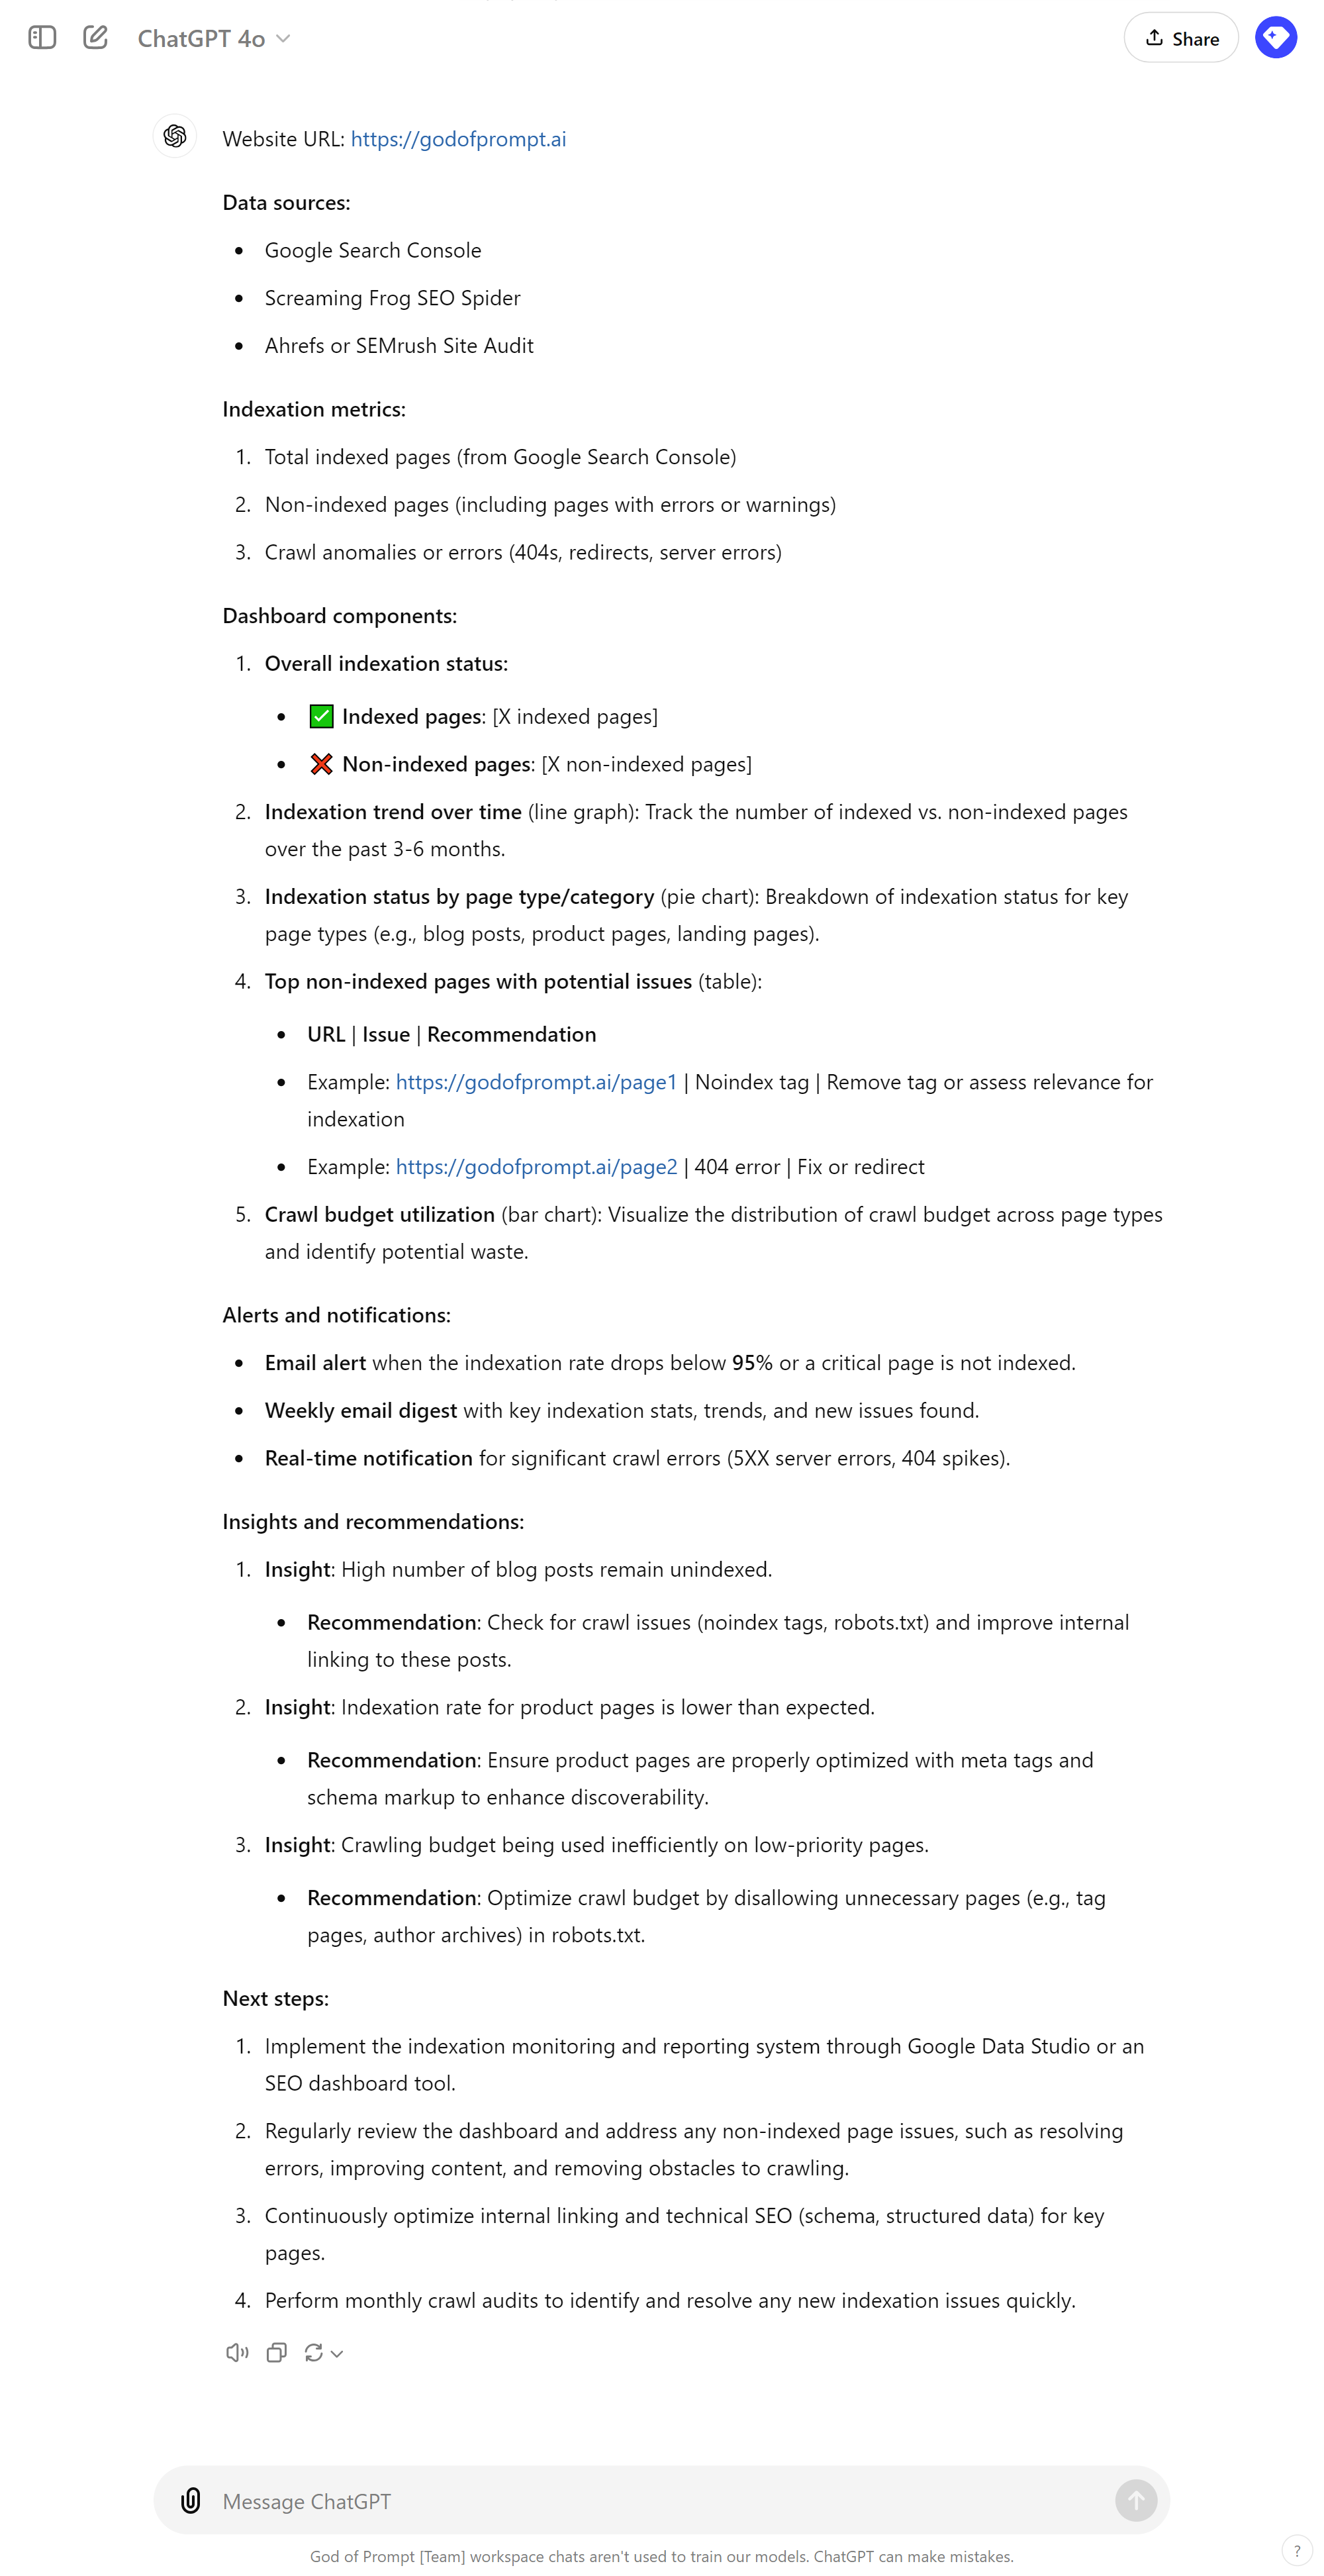 ChatGPT 4o
Share
Website URL: https://godofprompt.ai
Data sources:
• Google Search Console
• Screaming Frog SEO Spider
• Ahrefs or SEMrush Site Audit
Indexation metrics:
1. Total indexed pages (from Google Search Console)
2. Non-indexed pages (including pages with errors or warnings)
3. Crawl anomalies or errors (404s, redirects, server errors)
Dashboard components:
1. Overall indexation status:
• ✅ Indexed pages: [X indexed pages]
• ❌ Non-indexed pages: [X non-indexed pages]
2. Indexation trend over time (line graph): Track the number of indexed vs. non-indexed pages
over the past 3-6 months.
3. Indexation status by page type/category (pie chart): Breakdown of indexation status for key
page types (e.g., blog posts, product pages, landing pages).
4. Top non-indexed pages with potential issues (table):
• URL | Issue | Recommendation
• Example: https://godofprompt.ai/page1 | Noindex tag | Remove tag or assess relevance for
indexation
• Example: https://godofprompt.ai/page2 | 404 error | Fix or redirect
5. Crawl budget utilization (bar chart): Visualize the distribution of crawl budget across page types
and identify potential waste.
Alerts and notifications:
• Email alert when the indexation rate drops below 95% or a critical page is not indexed.
• Weekly email digest with key indexation stats, trends, and new issues found.
• Real-time notification for significant crawl errors (5XX server errors, 404 spikes).
Insights and recommendations:
1. Insight: High number of blog posts remain unindexed.
• Recommendation: Check for crawl issues (noindex tags, robots.txt) and improve internal
linking to these posts.
2. Insight: Indexation rate for product pages is lower than expected.
• Recommendation: Ensure product pages are properly optimized with meta tags and
schema markup to enhance discoverability.
3. Insight: Crawling budget being used inefficiently on low-priority pages.
• Recommendation: Optimize crawl budget by disallowing unnecessary pages (e.g., tag
pages, author archives) in robots.txt.
Next steps:
1. Implement the indexation monitoring and reporting system through Google Data Studio or an
SEO dashboard tool.
2. Regularly review the dashboard and address any non-indexed page issues, such as resolving
errors, improving content, and removing obstacles to crawling.
3. Continuously optimize internal linking and technical SEO (schema, structured data) for key
pages.
4. Perform monthly crawl audits to identify and resolve any new indexation issues quickly.
Message ChatGPT
God of Prompt [Team] workspace chats aren't used to train our models. ChatGPT can make mistakes.
?